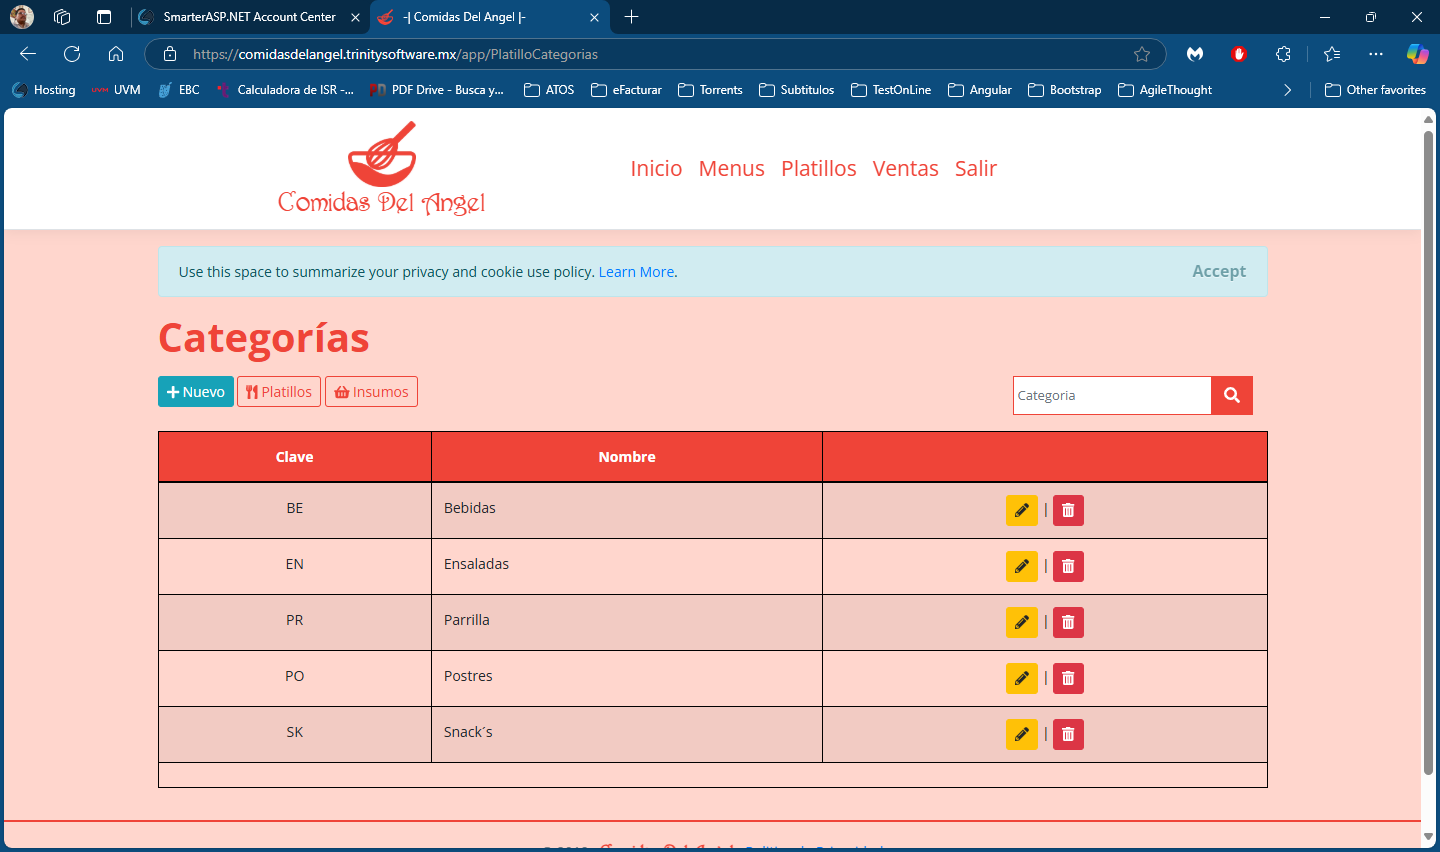 SmarterASP.NET Account Center
-| Comidas Del Angel |-
https://comidasdelangel.trinitysoftware.mx/app/PlatilloCategorias
Hosting UVM EBC Calculadora de ISR -... PDF Drive - Busca y... ATOS eFacturar Torrents Subtitulos TestOnLine Angular Bootstrap AgileThought Other favorites
Comidas Del Angel
Inicio Menus Platillos Ventas Salir
Use this space to summarize your privacy and cookie use policy. Learn More. Accept
Categorías
Nuevo Platillos Insumos Categoria
Clave Nombre
BE Bebidas |
EN Ensaladas |
PR Parrilla |
PO Postres |
SK Snack´s |